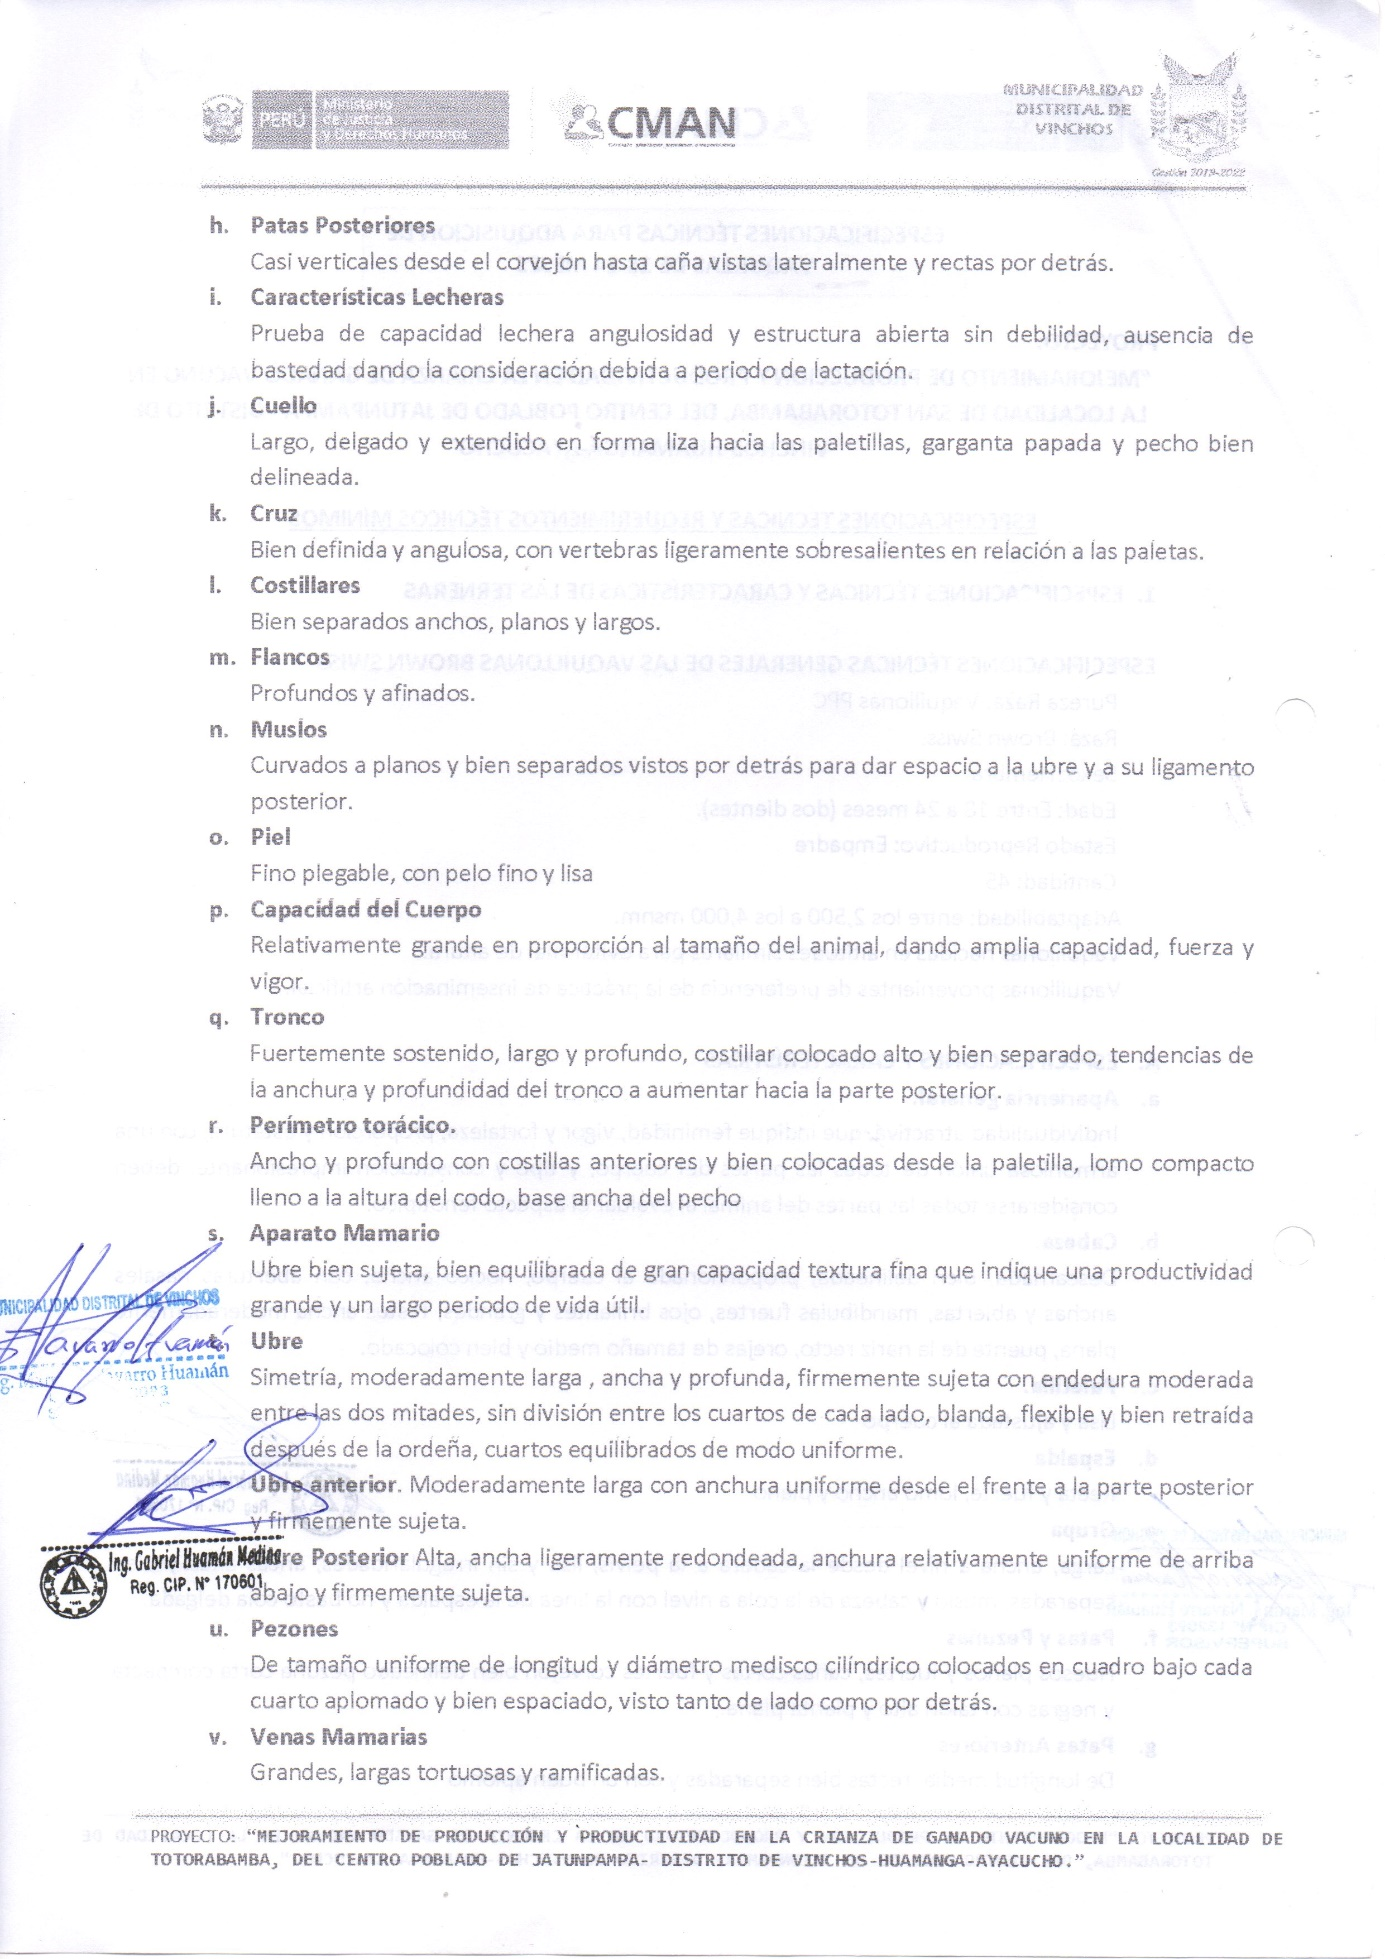 PERÚ
Ministerio
de Justicia
y Derechos Humanos
CMAN
MUNICIPALIDAD
DISTRITAL DE
VINCHOS
Gestión 2019-2022
h. Patas Posteriores
Casi verticales desde el corvejón hasta caña vistas lateralmente y rectas por detrás.
i. Características Lecheras
Prueba de capacidad lechera angulosidad y estructura abierta sin debilidad, ausencia de
bastedad dando la consideración debida a periodo de lactación.
j. Cuello
Largo, delgado y extendido en forma liza hacia las paletillas, garganta papada y pecho bien
delineada.
k. Cruz
Bien definida y angulosa, con vertebras ligeramente sobresalientes en relación a las paletas.
l. Costillares
Bien separados anchos, planos y largos.
m. Flancos
Profundos y afinados.
n. Muslos
Curvados a planos y bien separados vistos por detrás para dar espacio a la ubre y a su ligamento
posterior.
o. Piel
Fino plegable, con pelo fino y lisa
p. Capacidad del Cuerpo
Relativamente grande en proporción al tamaño del animal, dando amplia capacidad, fuerza y
vigor.
q. Tronco
Fuertemente sostenido, largo y profundo, costillar colocado alto y bien separado, tendencias de
la anchura y profundidad del tronco a aumentar hacia la parte posterior.
r. Perímetro torácico.
Ancho y profundo con costillas anteriores y bien colocadas desde la paletilla, lomo compacto
lleno a la altura del codo, base ancha del pecho
s. Aparato Mamario
Ubre bien sujeta, bien equilibrada de gran capacidad textura fina que indique una productividad
grande y un largo periodo de vida útil.
t. Ubre
Simetría, moderadamente larga , ancha y profunda, firmemente sujeta con endedura moderada
entre las dos mitades, sin división entre los cuartos de cada lado, blanda, flexible y bien retraída
después de la ordeña, cuartos equilibrados de modo uniforme.
Ubre anterior. Moderadamente larga con anchura uniforme desde el frente a la parte posterior
y firmemente sujeta.
Posterior Alta, ancha ligeramente redondeada, anchura relativamente uniforme de arriba
abajo y firmemente sujeta.
u. Pezones
De tamaño uniforme de longitud y diámetro medisco cilíndrico colocados en cuadro bajo cada
cuarto aplomado y bien espaciado, visto tanto de lado como por detrás.
v. Venas Mamarias
Grandes, largas tortuosas y ramificadas.
DISTRITAL DE VINCHOS
Navarro Huamán
Huamán
Ing. Gabriel Huamán Medina
Reg. CIP. N° 170601
PROYECTO: “MEJORAMIENTO DE PRODUCCIÓN Y PRODUCTIVIDAD EN LA CRIANZA DE GANADO VACUNO EN LA LOCALIDAD DE
TOTORABAMBA, DEL CENTRO POBLADO DE JATUNPAMPA- DISTRITO DE VINCHOS-HUAMANGA-AYACUCHO.”